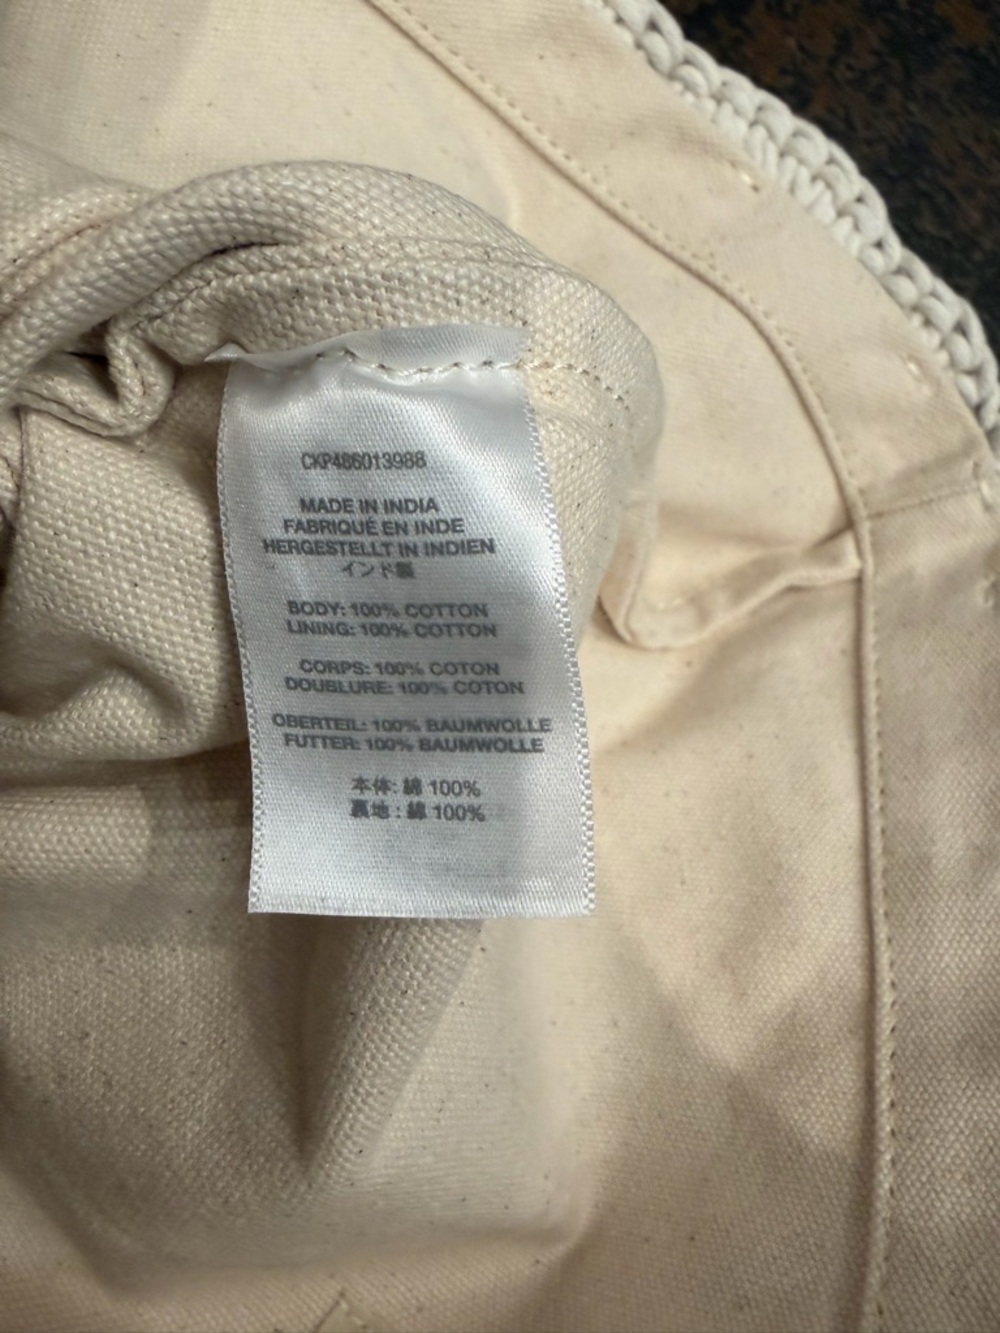 CKP486013988
MADE IN INDIA
FABRIQUÉ EN INDE
HERGESTELLT IN INDIEN
インド製
BODY: 100% COTTON
LINING: 100% COTTON
CORPS: 100% COTON
DOUBLURE: 100% COTON
OBERTEIL: 100% BAUMWOLLE
FUTTER: 100% BAUMWOLLE
本体: 綿 100%
裏地: 綿 100%